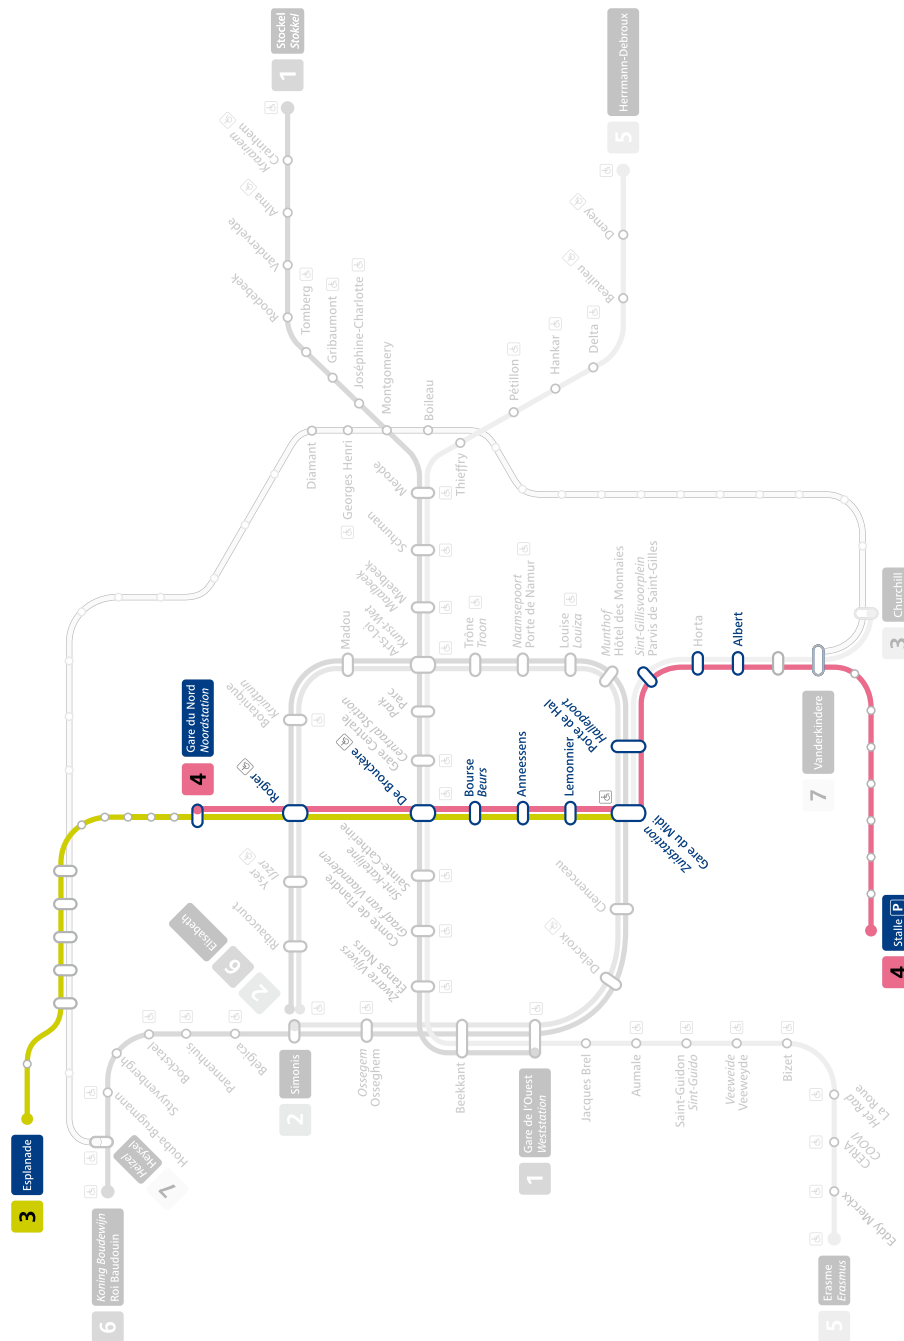 1
Stockel
Stokkel
Kraainem
Crainhem
Alma
Vandervelde
Roodebeek
Tomberg
Gribaumont
Joséphine-Charlotte
Montgomery
Boileau
5
Herrmann-Debroux
Demey
Beaulieu
Delta
Hankar
Pétillon
Thieffry
Diamant
Georges Henri
Merode
Schuman
Maalbeek
Maelbeek
Arts-Loi
Kunst-Wet
Madou
Botanique
Kruidtuin
Park
Parc
Gare Centrale
Centraal Station
Trône
Troon
Naamsepoort
Porte de Namur
Louise
Louiza
Munthof
Hôtel des Monnaies
Sint-Gillisvoorplein
Parvis de Saint-Gilles
Horta
Albert
3
Churchill
7
Vanderkindere
4
Gare du Nord
Noordstation
Rogier
De Brouckère
Bourse
Beurs
Anneessens
Lemonnier
Porte de Hal
Hallepoort
Zuidstation
Gare du Midi
4
Stalle P
Yser
IJzer
Ribaucourt
Elisabeth
6
2
Sint-Katelijne
Sainte-Catherine
Comte de Flandre
Graaf van Vlaanderen
Zwarte Vijvers
Étangs Noirs
Clemenceau
Delacroix
3
Esplanade
Bockstael
Stuyvenbergh
Houba-Brugmann
Pannenhuis
Belgica
2
Simonis
Ossegem
Osseghem
Beekkant
1
Gare de l'Ouest
Weststation
Jacques Brel
Aumale
Saint-Guidon
Sint-Guido
Veeweide
Veeweyde
Bizet
Het Rad
La Roue
CERIA
COOVI
Eddy Merckx
7
Heizel
Heysel
6
Koning Boudewijn
Roi Baudouin
5
Erasme
Erasmus